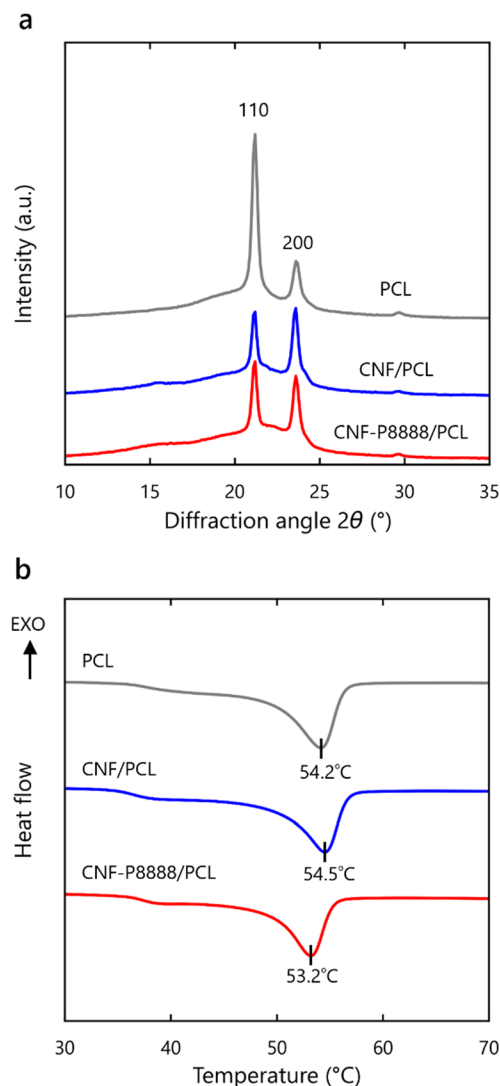 a
110
200
PCL
CNF/PCL
CNF-P8888/PCL
Intensity (a.u.)
10 15 20 25 30 35
Diffraction angle 2θ (°)
b
EXO
PCL
54.2°C
CNF/PCL
54.5°C
CNF-P8888/PCL
53.2°C
Heat flow
30 40 50 60 70
Temperature (°C)